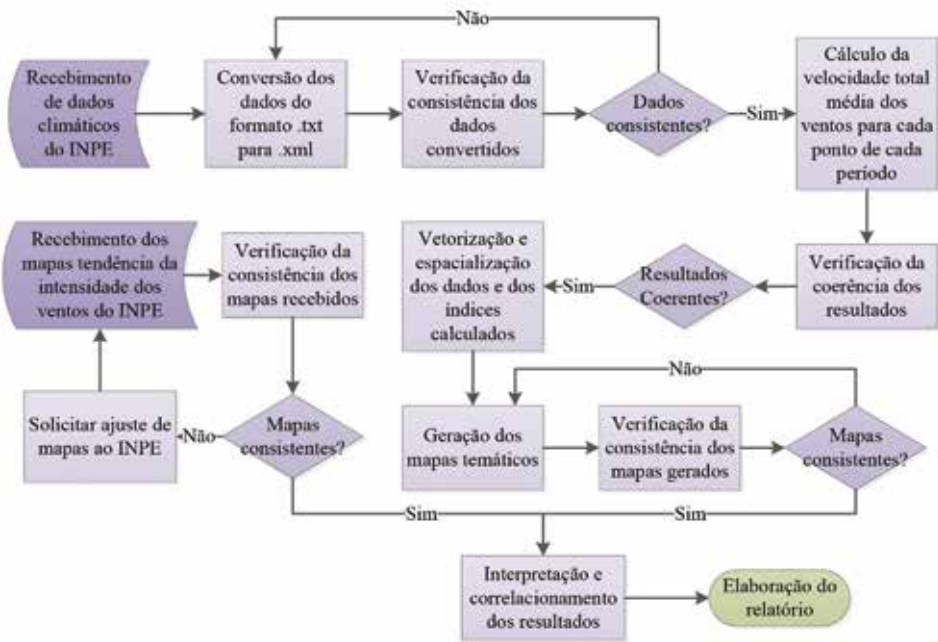 Não
Recebimento
de dados
climáticos
do INPE
Conversão dos
dados do
formato .txt
para .xml
Verificação da
consistência dos
dados
convertidos
Dados
consistentes?
Sim
Cálculo da
velocidade total
média dos
ventos para cada
ponto de cada
período
Recebimento dos
mapas tendência da
intensidade dos
ventos do INPE
Verificação da
consistência dos
mapas recebidos
Vetorização e
espacialização
dos dados e dos
índices
calculados
Sim
Resultados
Coerentes?
Verificação da
coerência dos
resultados
Não
Solicitar ajuste de
mapas ao INPE
Não
Mapas
consistentes?
Geração dos
mapas temáticos
Verificação da
consistência dos
mapas gerados
Mapas
consistentes?
Sim
Sim
Interpretação e
correlacionamento
dos resultados
Elaboração do
relatório